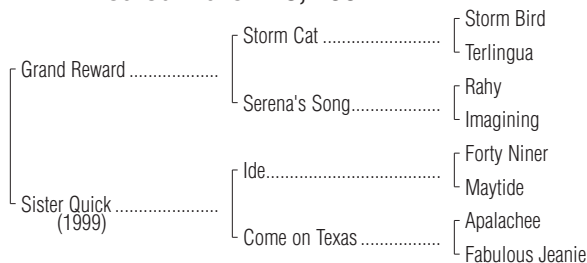 Storm Bird
Storm Cat ......................
Terlingua
Grand Reward ..................
Rahy
Serena's Song......................
Imagining
Forty Niner
Ide...........................................
Maytide
Sister Quick .....................
(1999)
Apalachee
Come on Texas ...................
Fabulous Jeanie